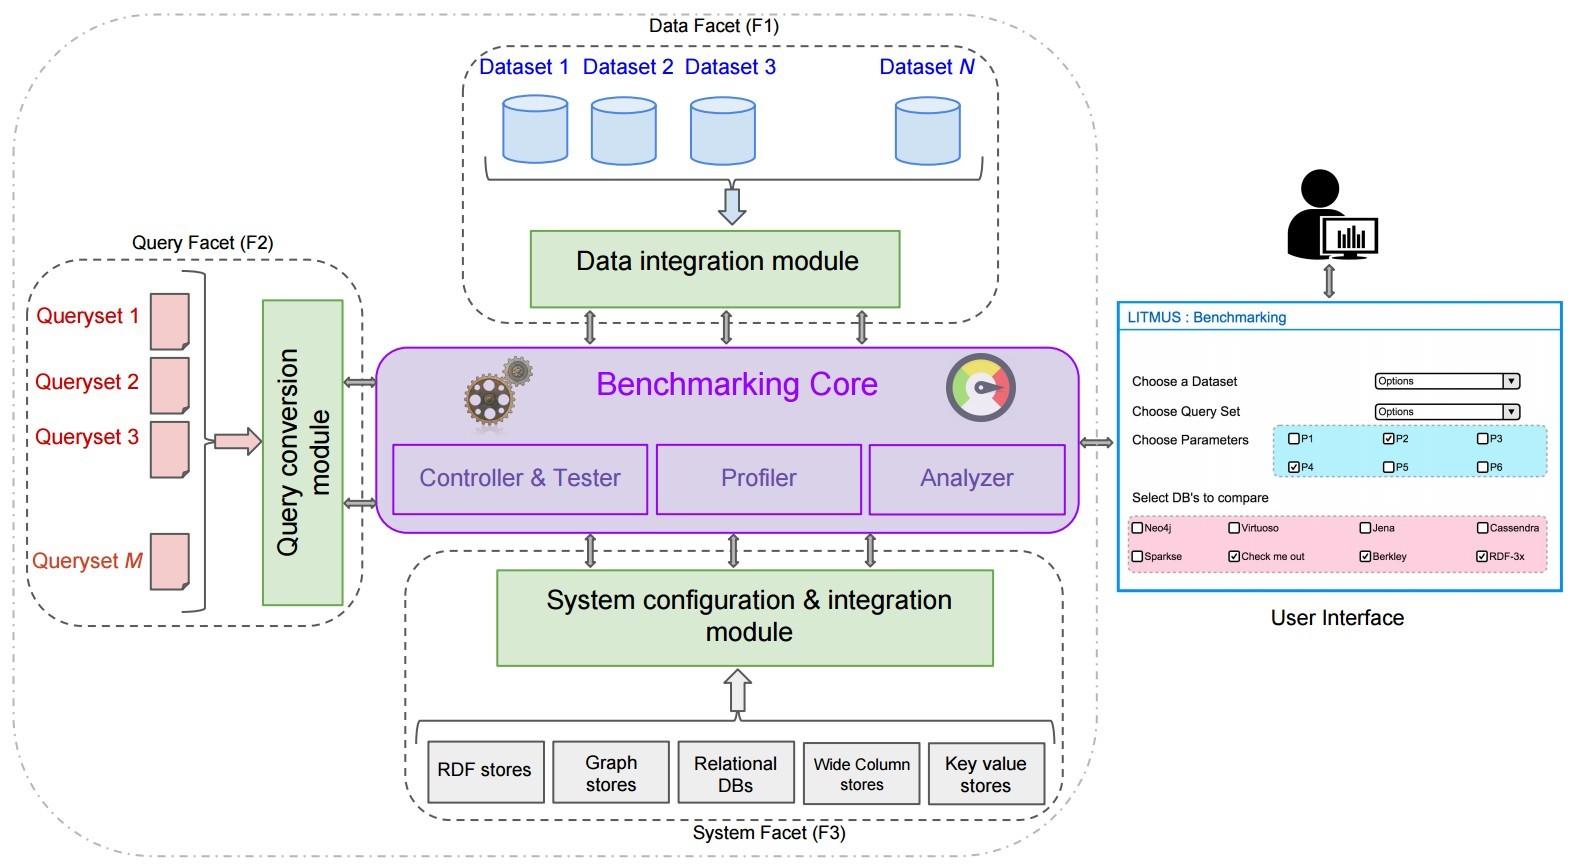 Data Facet (F1)
Dataset 1 Dataset 2 Dataset 3 Dataset N
Data integration module
Query Facet (F2)
Queryset 1
Queryset 2
Queryset 3
Queryset M
Query conversion
module
Benchmarking Core
Controller & Tester
Profiler
Analyzer
System configuration & integration
module
RDF stores
Graph
stores
Relational
DBs
Wide Column
stores
Key value
stores
System Facet (F3)
LITMUS : Benchmarking
Choose a Dataset Options
Choose Query Set Options
Choose Parameters P1 P2 P3
P4 P5 P6
Select DB's to compare
Neo4j Virtuoso Jena Cassendra
Sparkse Check me out Berkley RDF-3x
User Interface